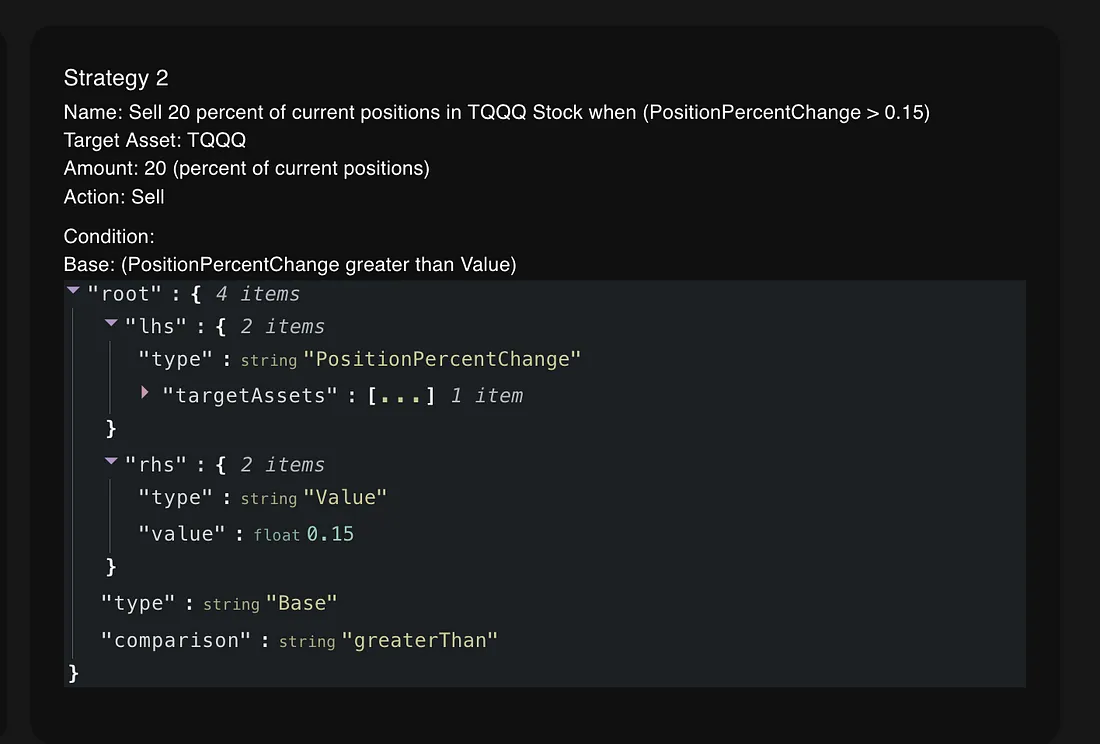 Strategy 2
Name: Sell 20 percent of current positions in TQQQ Stock when (PositionPercentChange > 0.15)
Target Asset: TQQQ
Amount: 20 (percent of current positions)
Action: Sell
Condition:
Base: (PositionPercentChange greater than Value)
"root" : { 4 items
"lhs" : { 2 items
"type" : string "PositionPercentChange"
"targetAssets" : [...] 1 item
}
"rhs" : { 2 items
"type" : string "Value"
"value" : float 0.15
}
"type" : string "Base"
"comparison" : string "greaterThan"
}